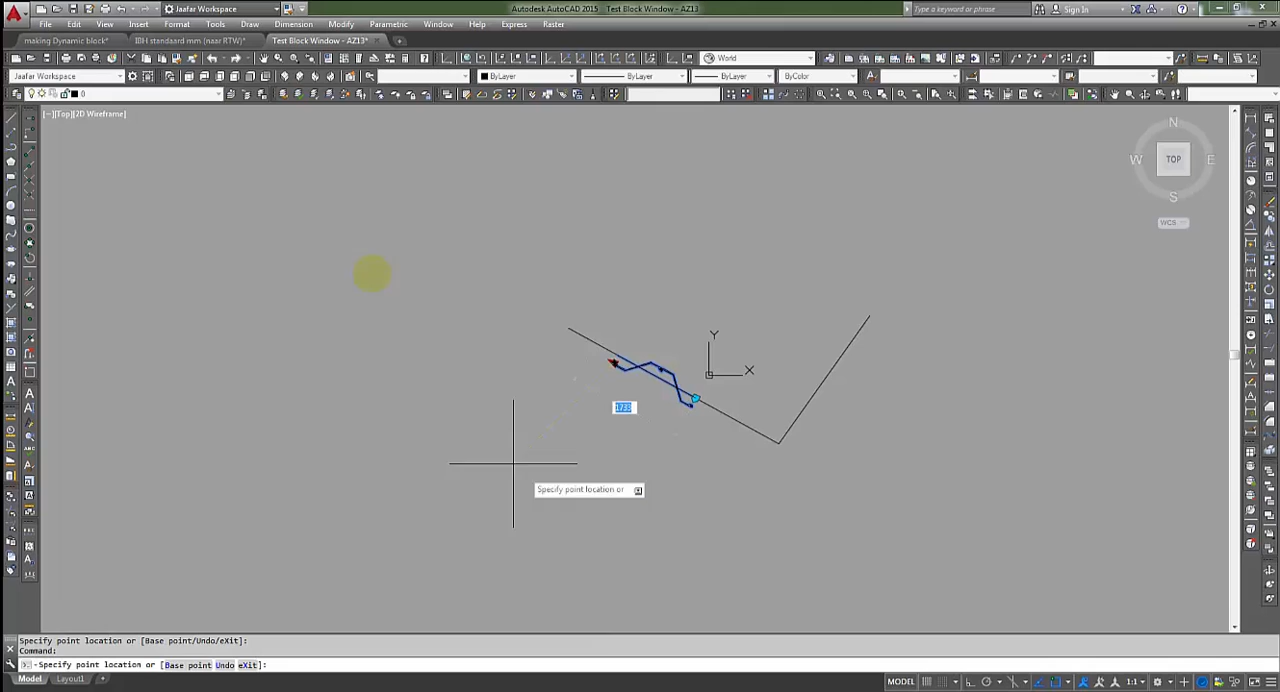 Jaafar Workspace
Autodesk AutoCAD 2015 - Test Block Window - AZ13*
Type a keyword or phrase
Sign In
File Edit View Insert Format Tools Draw Dimension Modify Parametric Window Help Express Raster
making Dynamic block*
IBH standaard mm (naar RTW)*
Test Block Window - AZ13*
World
Jaafar Workspace
ByLayer
ByLayer
ByLayer
ByColor
0
[−][Top][2D Wireframe]
N
W
TOP
E
S
WCS
Y
X
1733
Specify point location or
Specify point location or [Base point/Undo/eXit]:
Command:
Specify point location or [Base point Undo eXit]:
Model
Layout1
MODEL
1:1